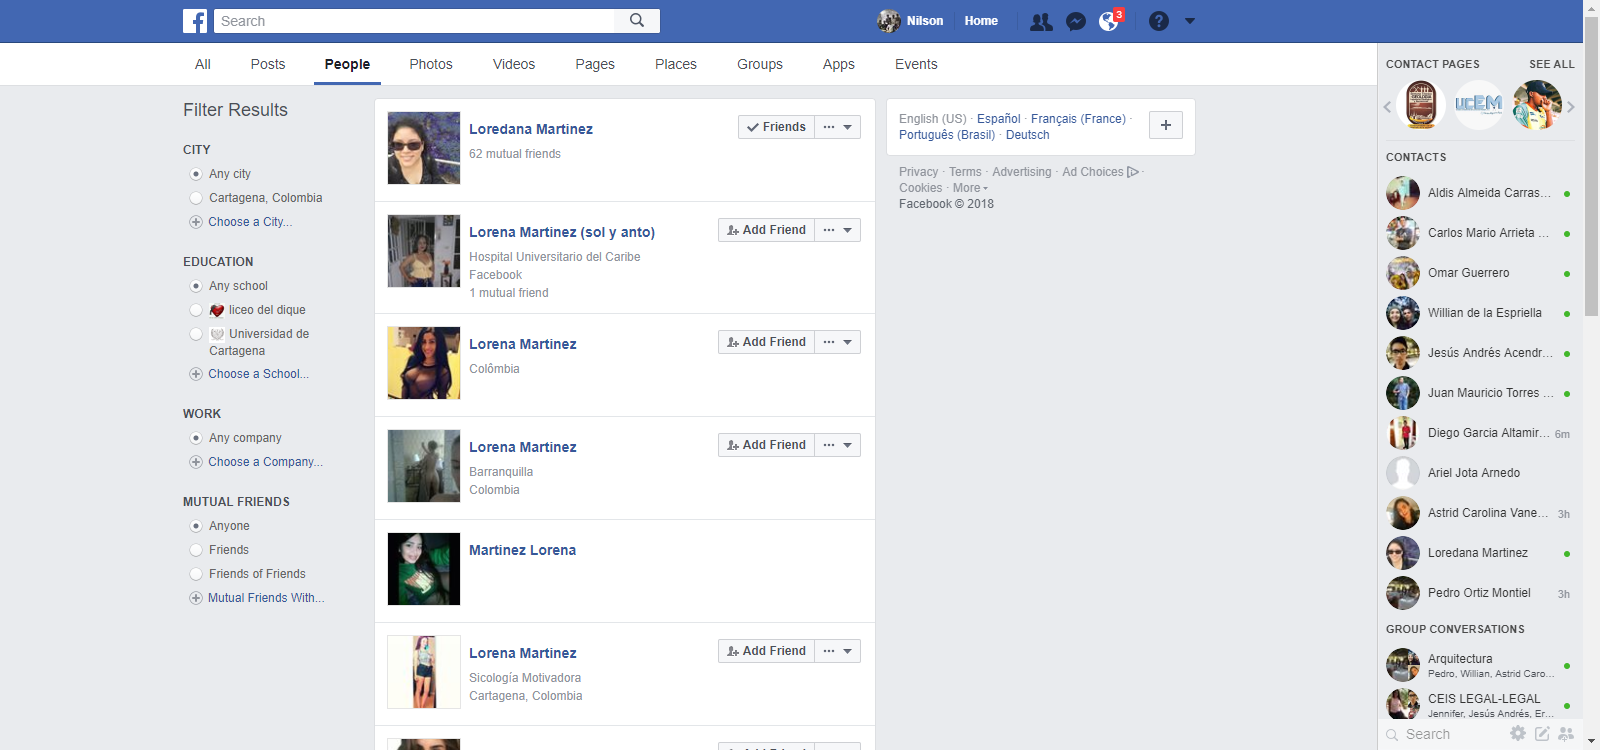 Search
Nilson
Home
3
All
Posts
People
Photos
Videos
Pages
Places
Groups
Apps
Events
Filter Results
CITY
Any city
Cartagena, Colombia
Choose a City...
EDUCATION
Any school
liceo del dique
Universidad de
Cartagena
Choose a School...
WORK
Any company
Choose a Company...
MUTUAL FRIENDS
Anyone
Friends
Friends of Friends
Mutual Friends With...
Loredana Martinez
62 mutual friends
Friends
Lorena Martinez (sol y anto)
Hospital Universitario del Caribe
Facebook
1 mutual friend
Add Friend
Lorena Martinez
Colômbia
Add Friend
Lorena Martinez
Barranquilla
Colombia
Add Friend
Martinez Lorena
Lorena Martinez
Sicología Motivadora
Cartagena, Colombia
Add Friend
Add Friend
English (US) · Español · Français (France) ·
Português (Brasil) · Deutsch
Privacy · Terms · Advertising · Ad Choices ·
Cookies · More
Facebook © 2018
CONTACT PAGES
SEE ALL
UCEM
CONTACTS
Aldis Almeida Carras...
Carlos Mario Arrieta ...
Omar Guerrero
Willian de la Espriella
Jesús Andrés Acendr...
Juan Mauricio Torres ...
Diego Garcia Altamir... 6m
Ariel Jota Arnedo
Astrid Carolina Vane... 3h
Loredana Martinez
Pedro Ortiz Montiel 3h
GROUP CONVERSATIONS
Arquitectura
Pedro, Willian, Astrid Caro...
CEIS LEGAL-LEGAL
Jennifer, Jesús Andrés, Er...
Search